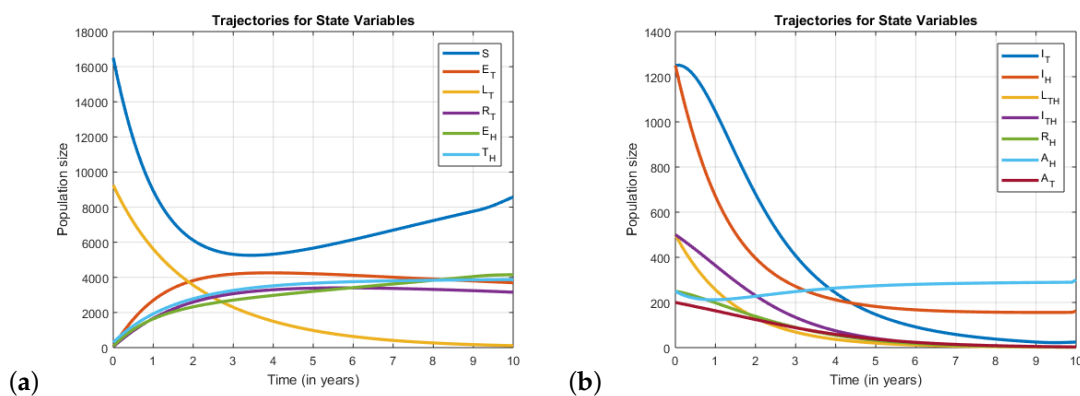 Trajectories for State Variables
18000
16000
14000
12000
10000
8000
6000
4000
2000
0
Population size
0 1 2 3 4 5 6 7 8 9 10
Time (in years)
S
E_T
L_T
R_T
E_H
T_H
(a)
Trajectories for State Variables
1400
1200
1000
800
600
400
200
0
Population size
0 1 2 3 4 5 6 7 8 9 10
Time (in years)
I_T
I_H
L_TH
I_TH
R_H
A_H
A_T
(b)